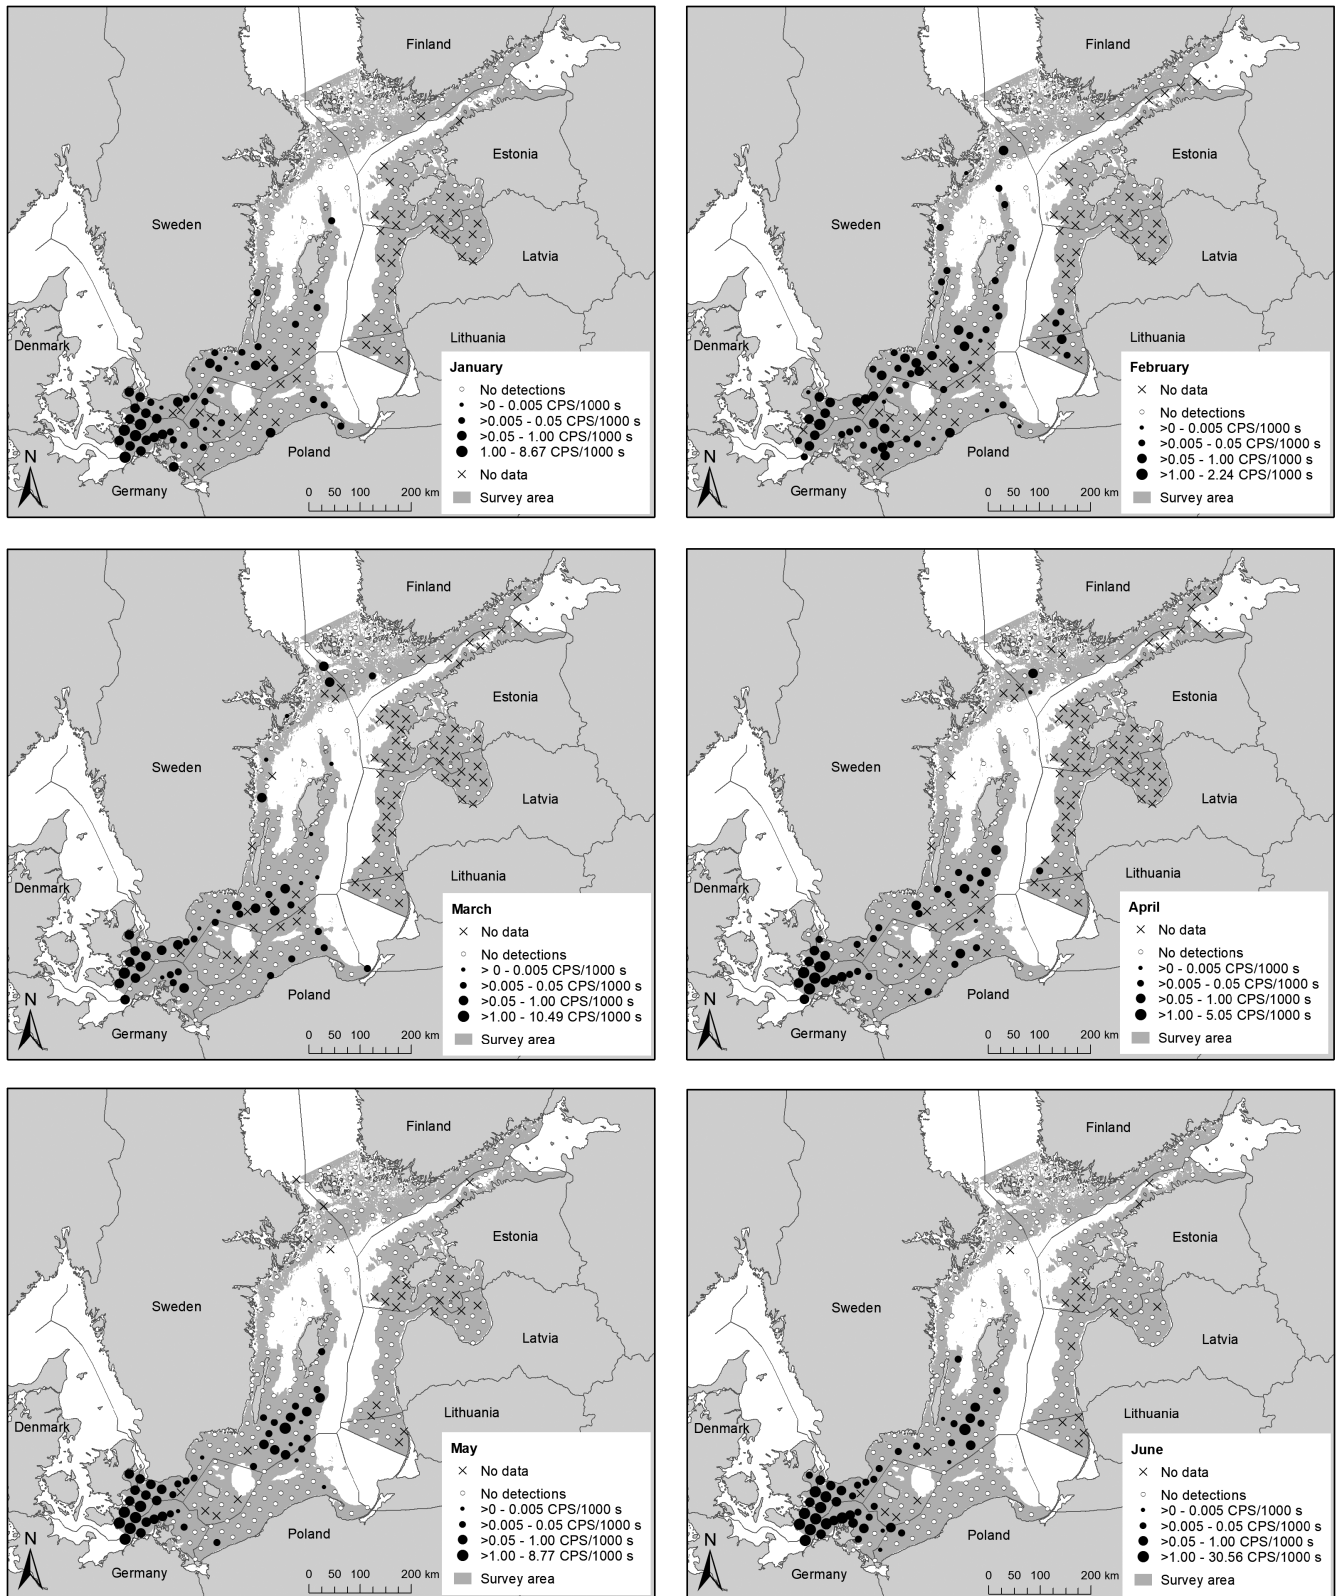 Finland
Estonia
Sweden
Latvia
Lithuania
Denmark
Poland
Germany
N
0 50 100 200 km
January
No detections
>0 - 0.005 CPS/1000 s
>0.005 - 0.05 CPS/1000 s
>0.05 - 1.00 CPS/1000 s
1.00 - 8.67 CPS/1000 s
No data
Survey area
Finland
Estonia
Sweden
Latvia
Lithuania
Denmark
Poland
Germany
N
0 50 100 200 km
February
No data
No detections
>0 - 0.005 CPS/1000 s
>0.005 - 0.05 CPS/1000 s
>0.05 - 1.00 CPS/1000 s
>1.00 - 2.24 CPS/1000 s
Survey area
Finland
Estonia
Sweden
Latvia
Lithuania
Denmark
Poland
Germany
N
0 50 100 200 km
March
No data
No detections
> 0 - 0.005 CPS/1000 s
>0.005 - 0.05 CPS/1000 s
>0.05 - 1.00 CPS/1000 s
>1.00 - 10.49 CPS/1000 s
Survey area
Finland
Estonia
Sweden
Latvia
Lithuania
Denmark
Poland
Germany
N
0 50 100 200 km
April
No data
No detections
>0 - 0.005 CPS/1000 s
>0.005 - 0.05 CPS/1000 s
>0.05 - 1.00 CPS/1000 s
>1.00 - 5.05 CPS/1000 s
Survey area
Finland
Estonia
Sweden
Latvia
Lithuania
Denmark
Poland
Germany
N
0 50 100 200 km
May
No data
No detections
>0 - 0.005 CPS/1000 s
>0.005 - 0.05 CPS/1000 s
>0.05 - 1.00 CPS/1000 s
>1.00 - 8.77 CPS/1000 s
Survey area
Finland
Estonia
Sweden
Latvia
Lithuania
Denmark
Poland
Germany
N
0 50 100 200 km
June
No data
No detections
>0 - 0.005 CPS/1000 s
>0.005 - 0.05 CPS/1000 s
>0.05 - 1.00 CPS/1000 s
>1.00 - 30.56 CPS/1000 s
Survey area